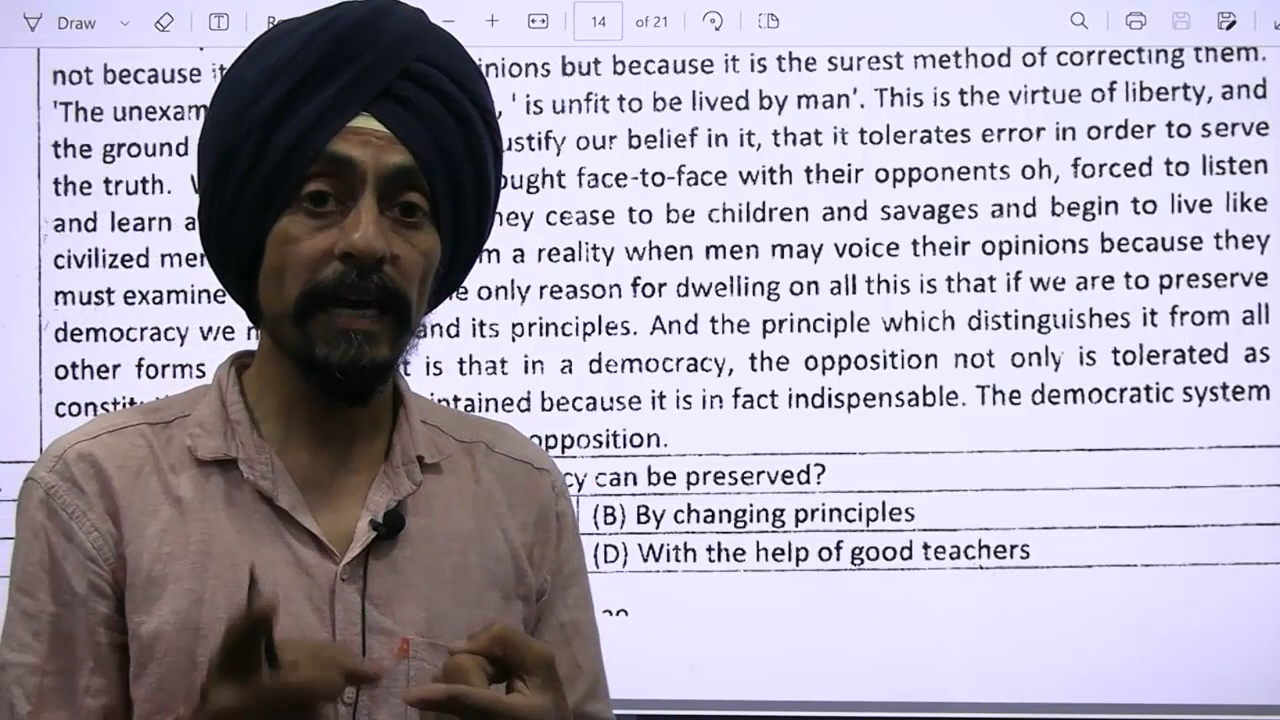 Draw 14 of 21
not because it nions but because it is the surest method of correcting them.
'The unexam , ' is unfit to be lived by man'. This is the virtue of liberty, and
the ground ustify our belief in it, that it tolerates error in order to serve
the truth. ought face-to-face with their opponents oh, forced to listen
and learn a hey cease to be children and savages and begin to live like
civilized mer m a reality when men may voice their opinions because they
must examine e only reason for dwelling on all this is that if we are to preserve
democracy we and its principles. And the principle which distinguishes it from all
other forms t is that in a democracy, the opposition not only is tolerated as
constit intained because it is in fact indispensable. The democratic system
opposition.
cy can be preserved?
(B) By changing principles
(D) With the help of good teachers